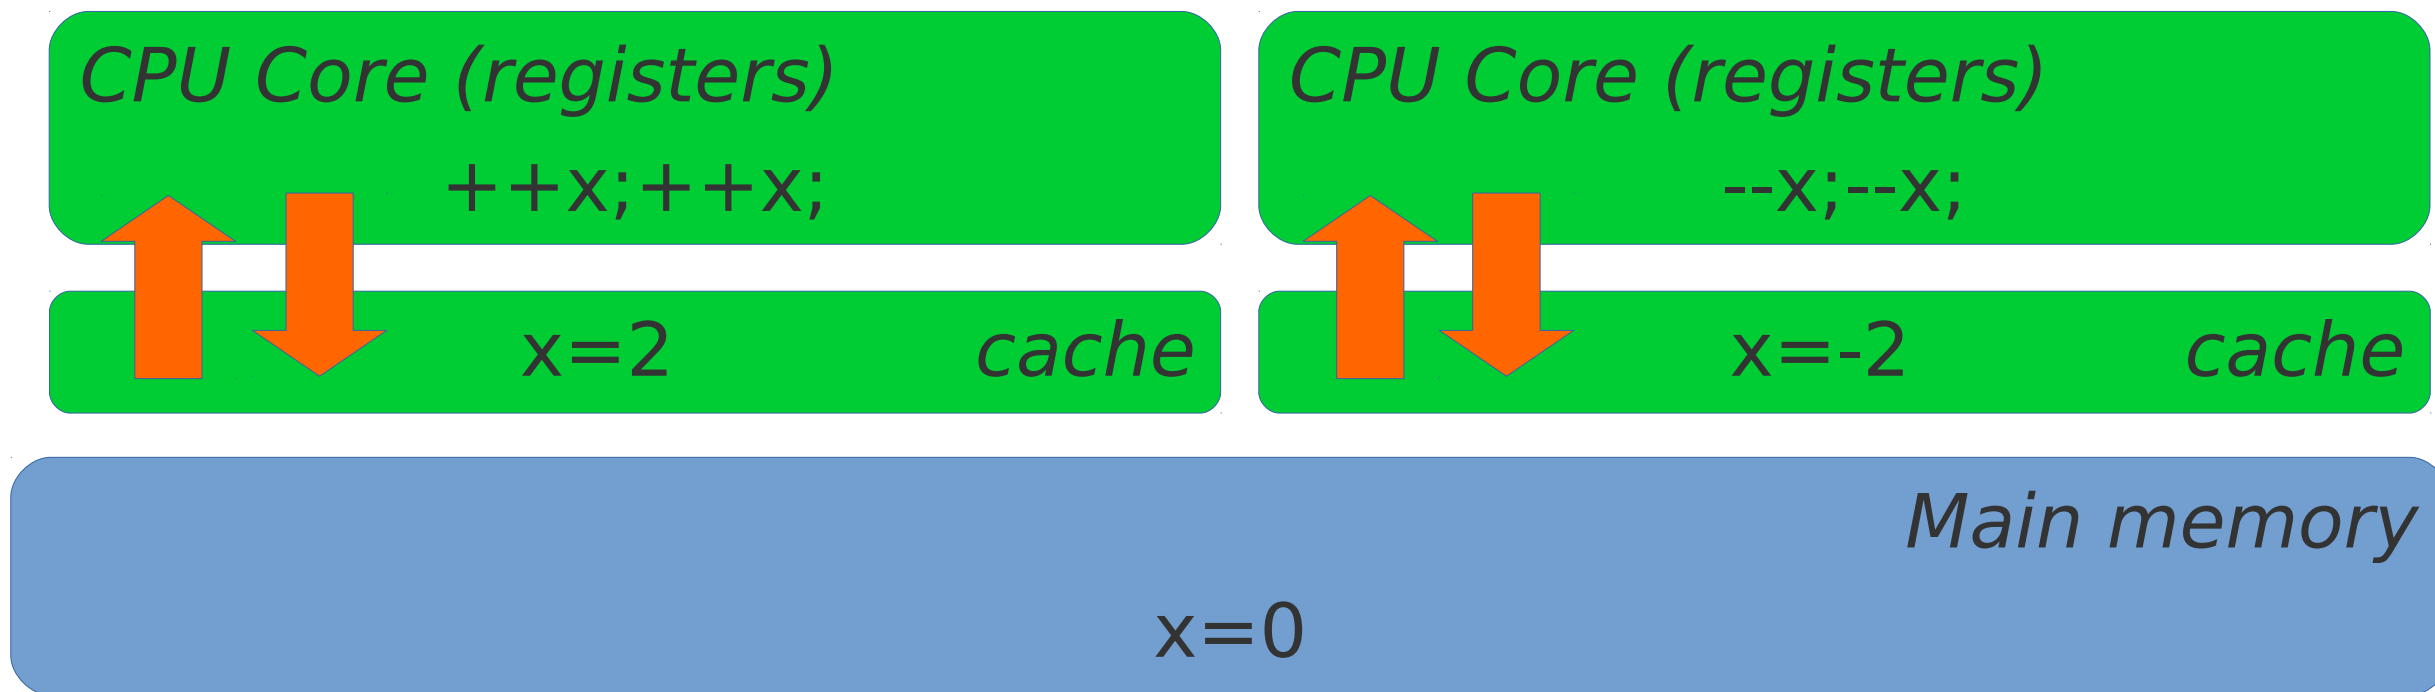 CPU Core (registers)
++x;++x;
x=2 cache
CPU Core (registers)
--x;--x;
x=-2 cache
Main memory
x=0